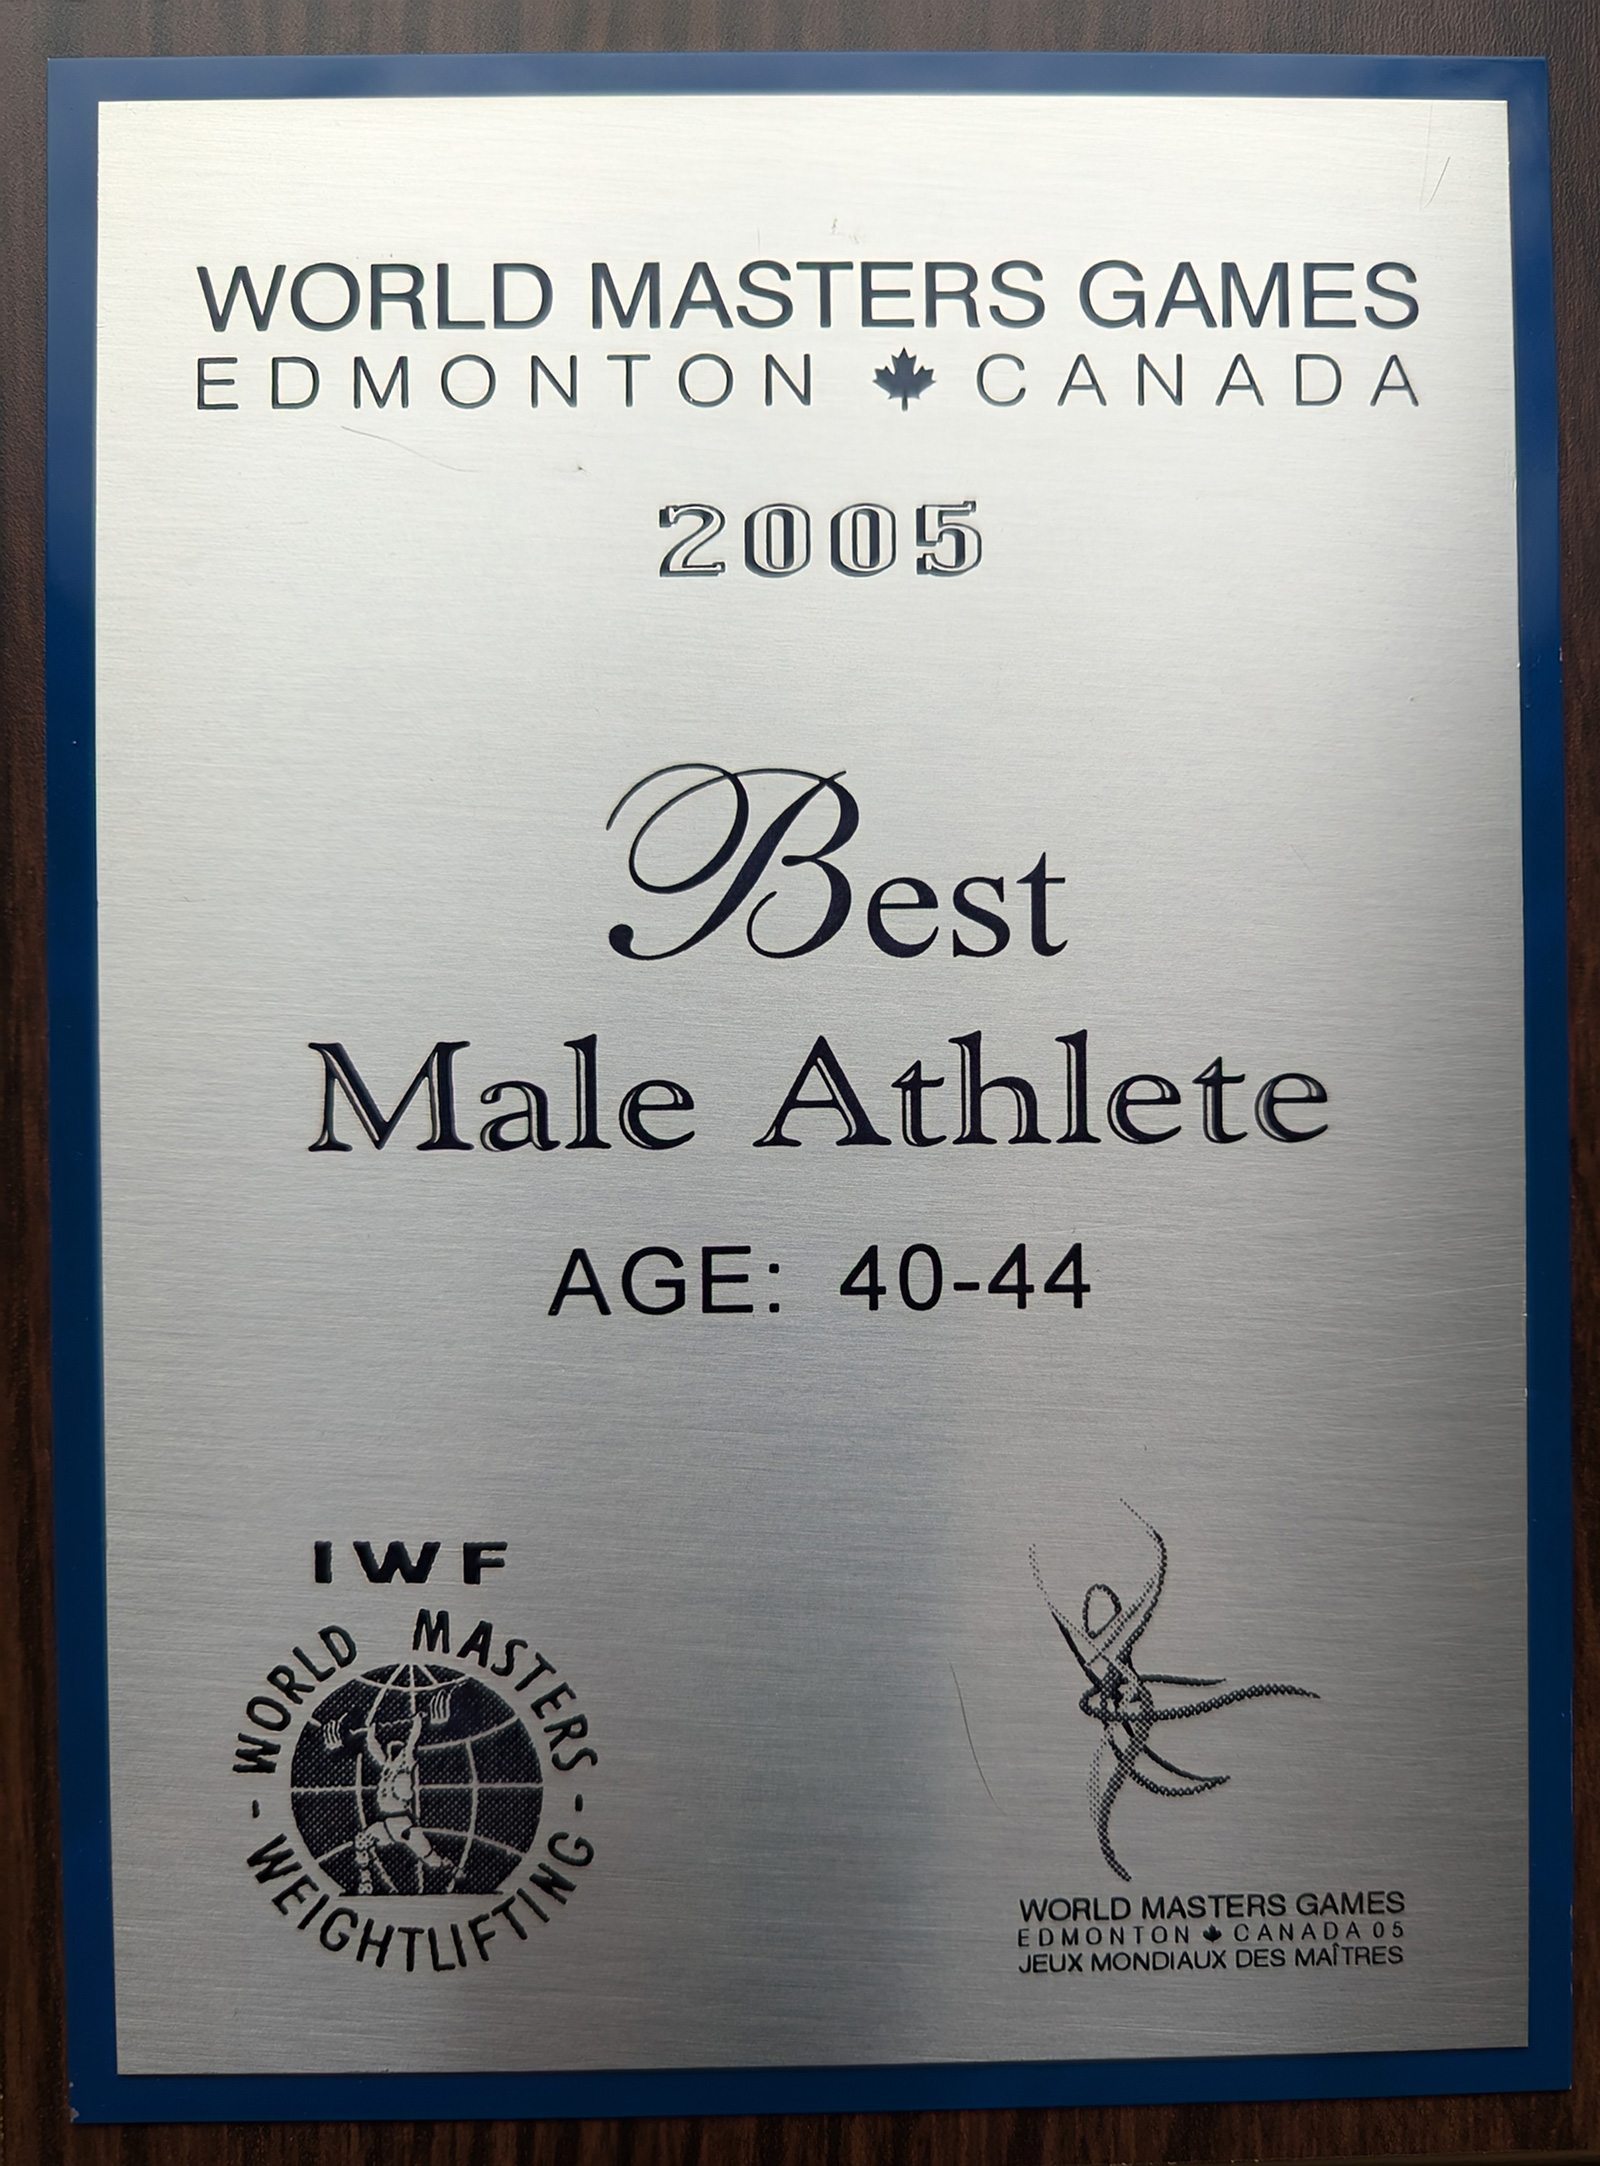 WORLD MASTERS GAMES
EDMONTON CANADA
2005
Best
Male Athlete
AGE: 40-44
IWF
WORLD MASTERS
- WEIGHTLIFTING -
WORLD MASTERS GAMES
EDMONTON CANADA 05
JEUX MONDIAUX DES MAÎTRES